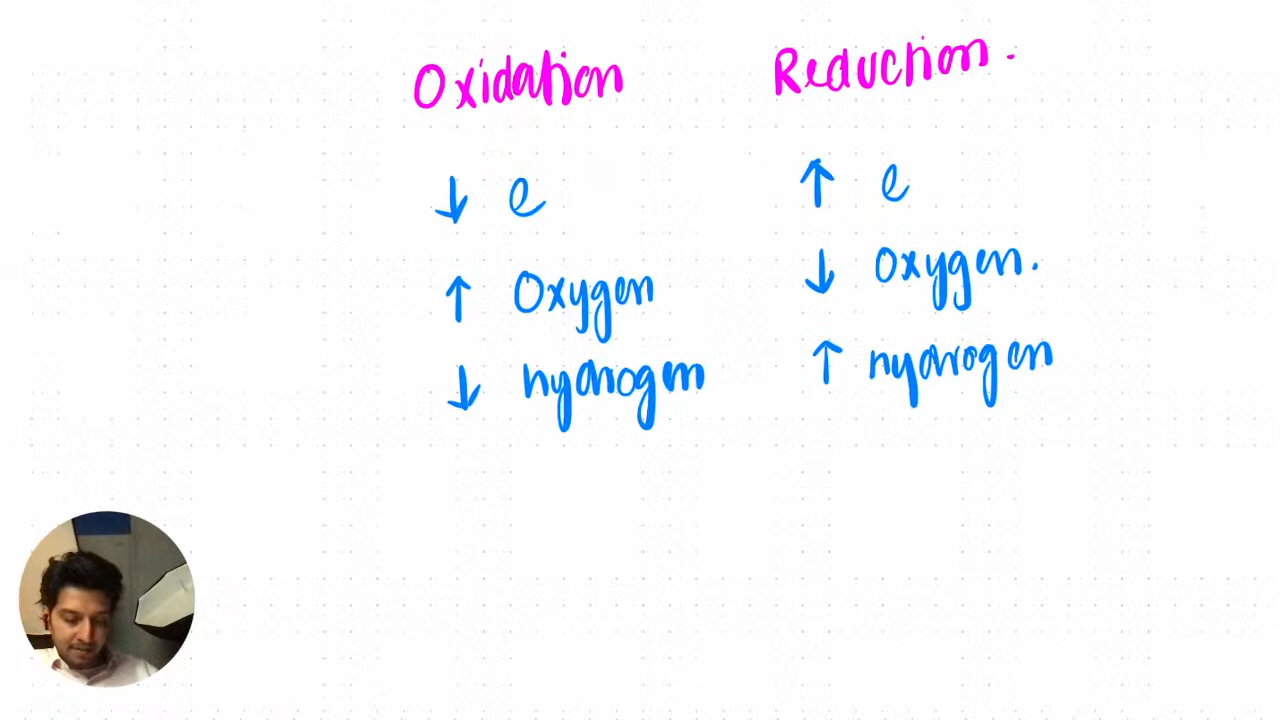 Oxidation
↓ e
↑ Oxygen
↓ hydrogen
Reduction.
↑ e
↓ Oxygen.
↑ hydrogen